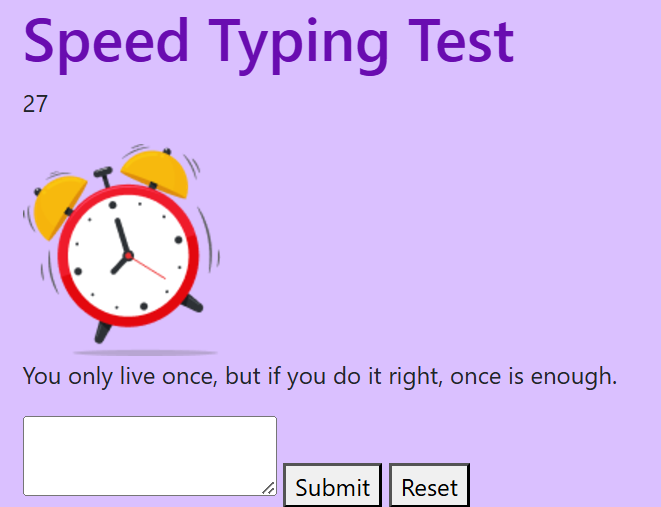 Speed Typing Test
27
You only live once, but if you do it right, once is enough.
Submit Reset